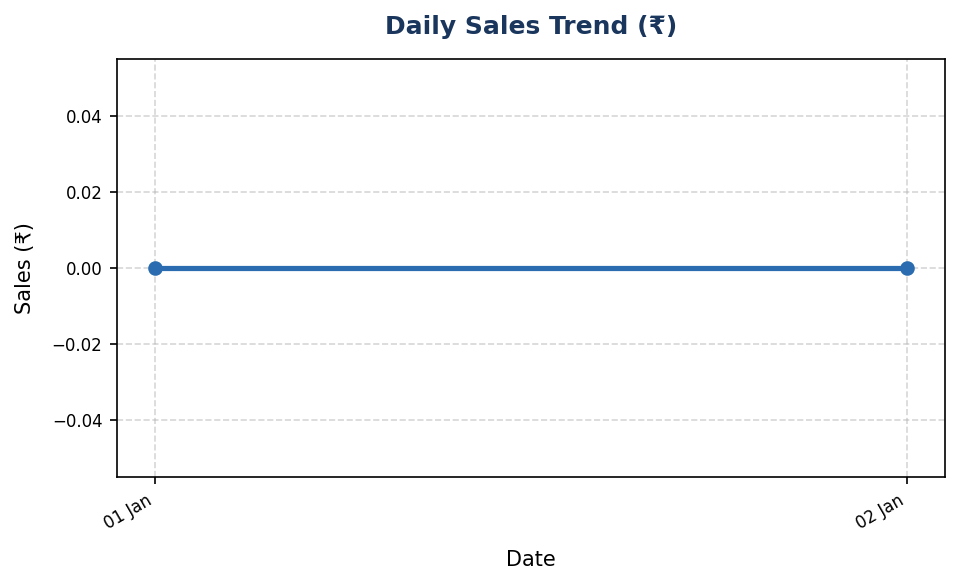 Daily Sales Trend (₹)
Sales (₹)
0.04
0.02
0.00
−0.02
−0.04
01 Jan
02 Jan
Date